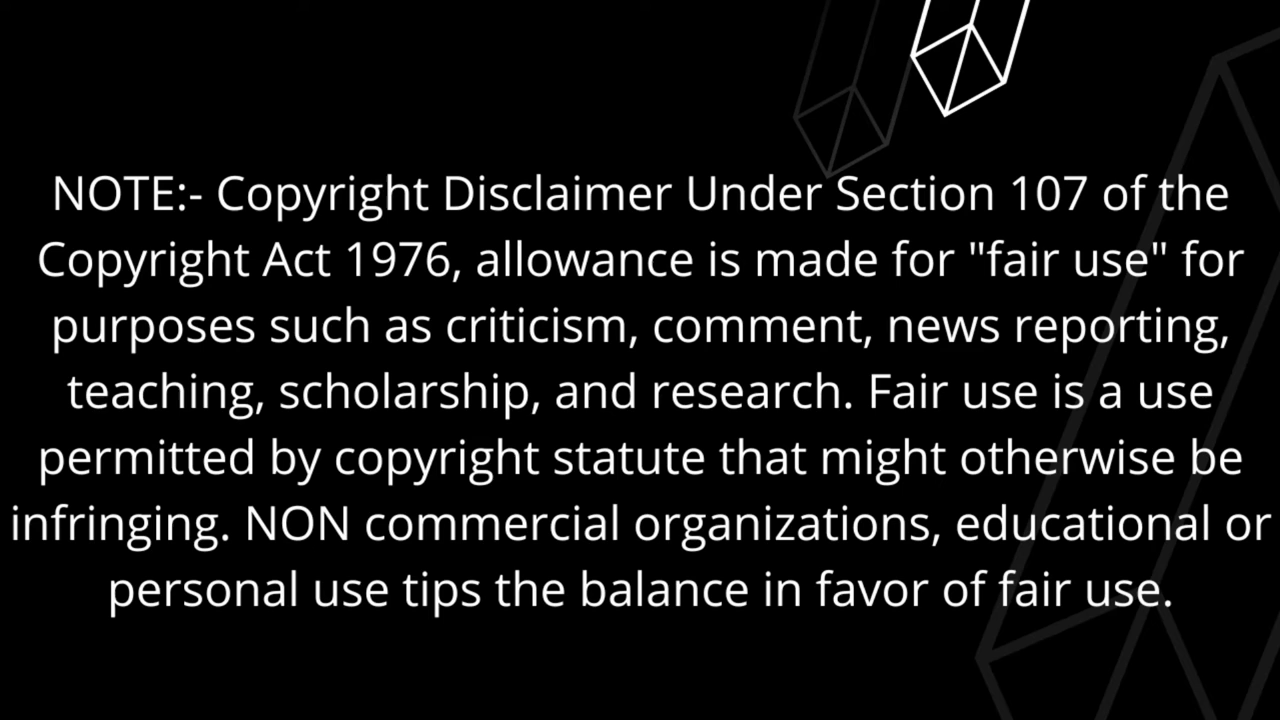 NOTE:- Copyright Disclaimer Under Section 107 of the
Copyright Act 1976, allowance is made for "fair use" for
purposes such as criticism, comment, news reporting,
teaching, scholarship, and research. Fair use is a use
permitted by copyright statute that might otherwise be
infringing. NON commercial organizations, educational or
personal use tips the balance in favor of fair use.